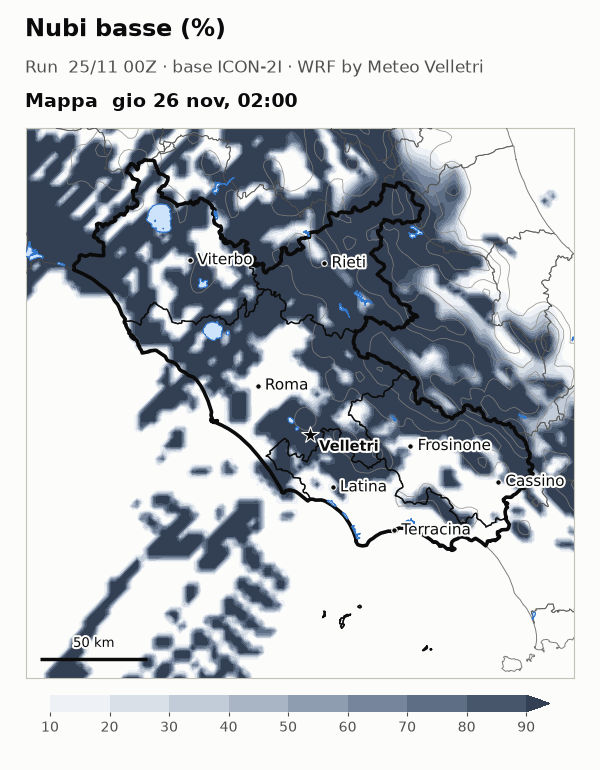 Nubi basse (%)
Run  25/11 00Z · base ICON-2I · WRF by Meteo Velletri
Mappa  gio 26 nov, 02:00
Viterbo
Rieti
Roma
Velletri
Frosinone
Latina
Cassino
Terracina
50 km
10 20 30 40 50 60 70 80 90